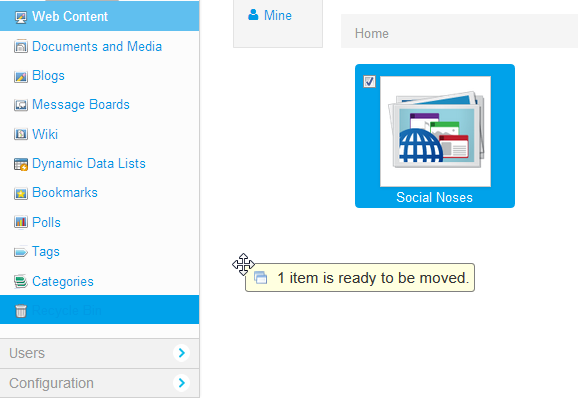 Web Content
Documents and Media
Blogs
Message Boards
Wiki
Dynamic Data Lists
Bookmarks
Polls
Tags
Categories
Users
Configuration
Mine
Home
Social Noses
1 item is ready to be moved.